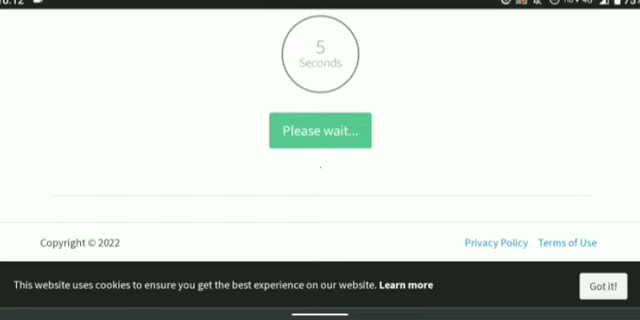 5
Seconds
Please wait...
Copyright © 2022
Privacy Policy Terms of Use
This website uses cookies to ensure you get the best experience on our website. Learn more
Got it!